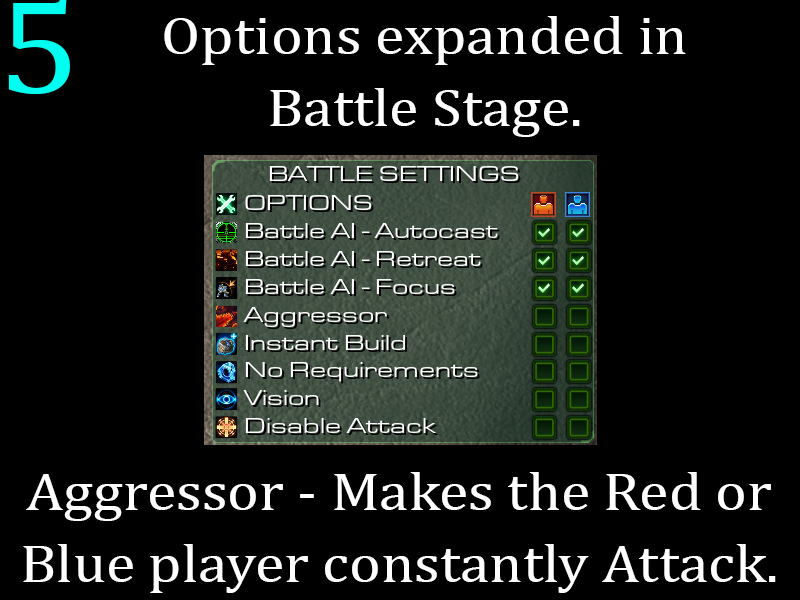 5
Options expanded in
Battle Stage.
BATTLE SETTINGS
OPTIONS
Battle AI - Autocast
Battle AI - Retreat
Battle AI - Focus
Aggressor
Instant Build
No Requirements
Vision
Disable Attack
Aggressor - Makes the Red or
Blue player constantly Attack.